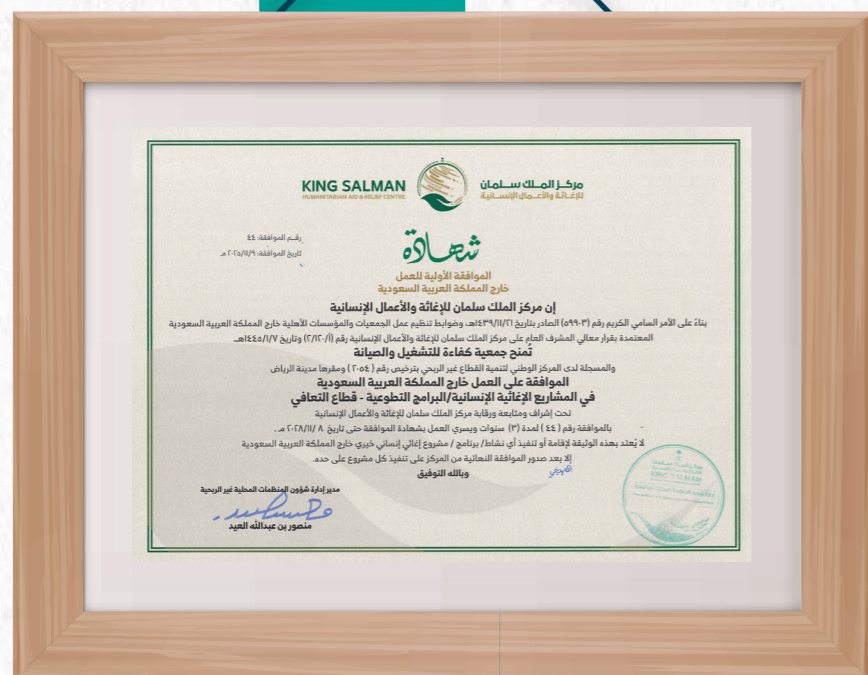 KING SALMAN
HUMANITARIAN AID & RELIEF CENTRE
مركز الملك سلمان
للإغاثة والأعمال الإنسانية
رقم الموافقة: ٤٤
تاريخ الموافقة: ٢٠٢٥/١١/٩ مـ
شهادة
الموافقة الأولية للعمل
خارج المملكة العربية السعودية
إن مركز الملك سلمان للإغاثة والأعمال الإنسانية
بناءً على الأمر السامي الكريم رقم (٥٩٩٠٣) الصادر بتاريخ ١٤٣٩/١١/٢١هـ، وضوابط تنظيم عمل الجمعيات والمؤسسات الأهلية خارج المملكة العربية السعودية
المعتمدة بقرار معالي المشرف العام على مركز الملك سلمان للإغاثة والأعمال الإنسانية رقم (أ/٢/١٢٠) وتاريخ ١٤٤٥/١/٧هـ
تُمنح جمعية كفاءة للتشغيل والصيانة
والمسجلة لدى المركز الوطني لتنمية القطاع غير الربحي بترخيص رقم ( ٢٠٥٤ ) ومقرها مدينة الرياض
الموافقة على العمل خارج المملكة العربية السعودية
في المشاريع الإغاثية الإنسانية/البرامج التطوعية - قطاع التعافي
تحت إشراف ومتابعة ورقابة مركز الملك سلمان للإغاثة والأعمال الإنسانية
بالموافقة رقم ( ٤٤ ) لمدة (٣) سنوات ويسري العمل بشهادة الموافقة حتى تاريخ ٨ /٢٠٢٨/١١ مـ .
لا يُعتد بهذه الوثيقة لإقامة أو تنفيذ أي نشاط/ برنامج / مشروع إغاثي إنساني خيري خارج المملكة العربية السعودية
إلا بعد صدور الموافقة النهائية من المركز على تنفيذ كل مشروع على حده.
وبالله التوفيق
مدير إدارة شؤون المنظمات المحلية غير الربحية
منصور بن عبدالله العيد
KING SALMAN